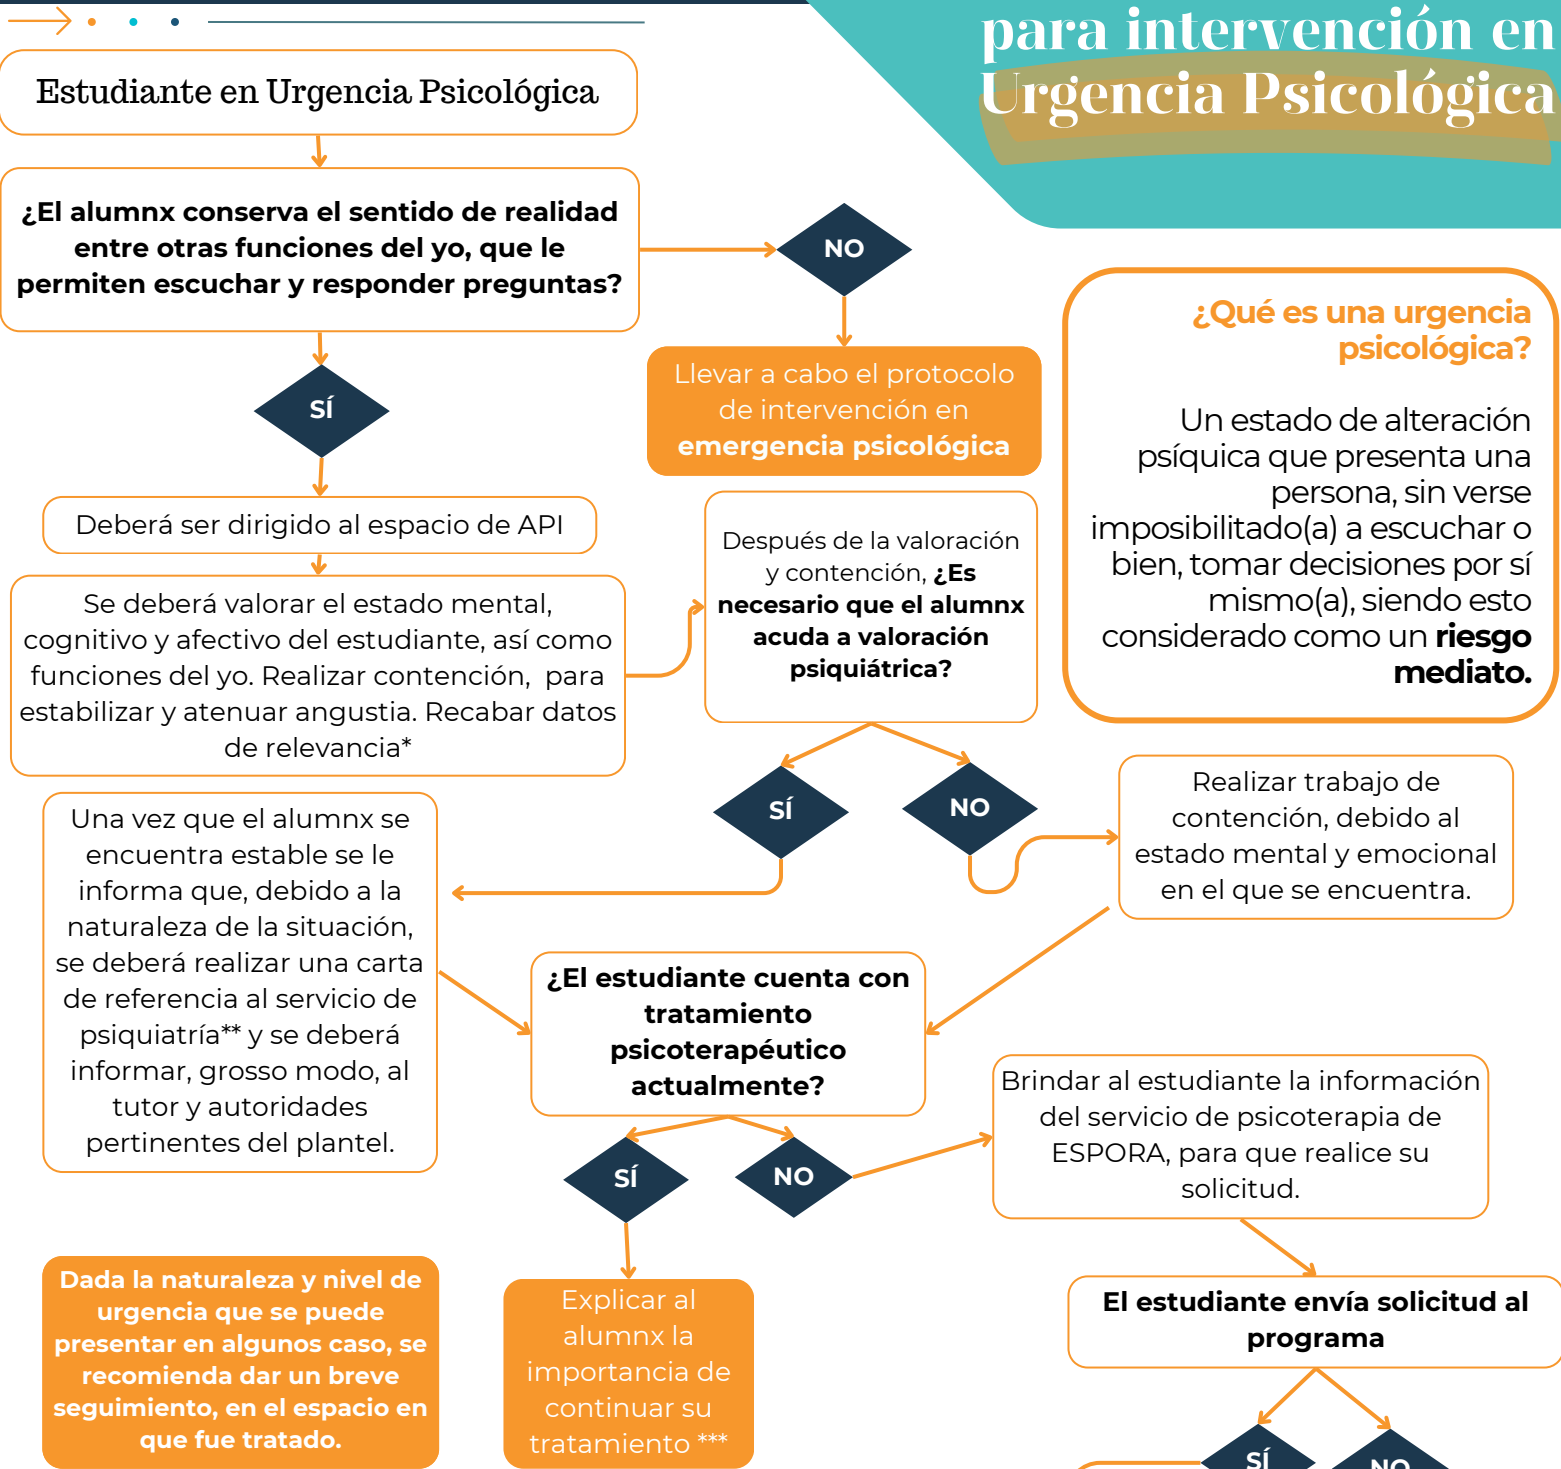 para intervención en
Urgencia Psicológica
Estudiante en Urgencia Psicológica
¿El alumnx conserva el sentido de realidad
entre otras funciones del yo, que le
permiten escuchar y responder preguntas?
NO
Llevar a cabo el protocolo
de intervención en
emergencia psicológica
SÍ
Deberá ser dirigido al espacio de API
Se deberá valorar el estado mental,
cognitivo y afectivo del estudiante, así como
funciones del yo. Realizar contención, para
estabilizar y atenuar angustia. Recabar datos
de relevancia*
Después de la valoración
y contención, ¿Es
necesario que el alumnx
acuda a valoración
psiquiátrica?
¿Qué es una urgencia
psicológica?
Un estado de alteración
psíquica que presenta una
persona, sin verse
imposibilitado(a) a escuchar o
bien, tomar decisiones por sí
mismo(a), siendo esto
considerado como un riesgo
mediato.
SÍ
NO
Realizar trabajo de
contención, debido al
estado mental y emocional
en el que se encuentra.
Una vez que el alumnx se
encuentra estable se le
informa que, debido a la
naturaleza de la situación,
se deberá realizar una carta
de referencia al servicio de
psiquiatría** y se deberá
informar, grosso modo, al
tutor y autoridades
pertinentes del plantel.
¿El estudiante cuenta con
tratamiento
psicoterapéutico
actualmente?
SÍ
NO
Brindar al estudiante la información
del servicio de psicoterapia de
ESPORA, para que realice su
solicitud.
Dada la naturaleza y nivel de
urgencia que se puede
presentar en algunos caso, se
recomienda dar un breve
seguimiento, en el espacio en
que fue tratado.
Explicar al
alumnx la
importancia de
continuar su
tratamiento ***
El estudiante envía solicitud al
programa
SÍ
NO